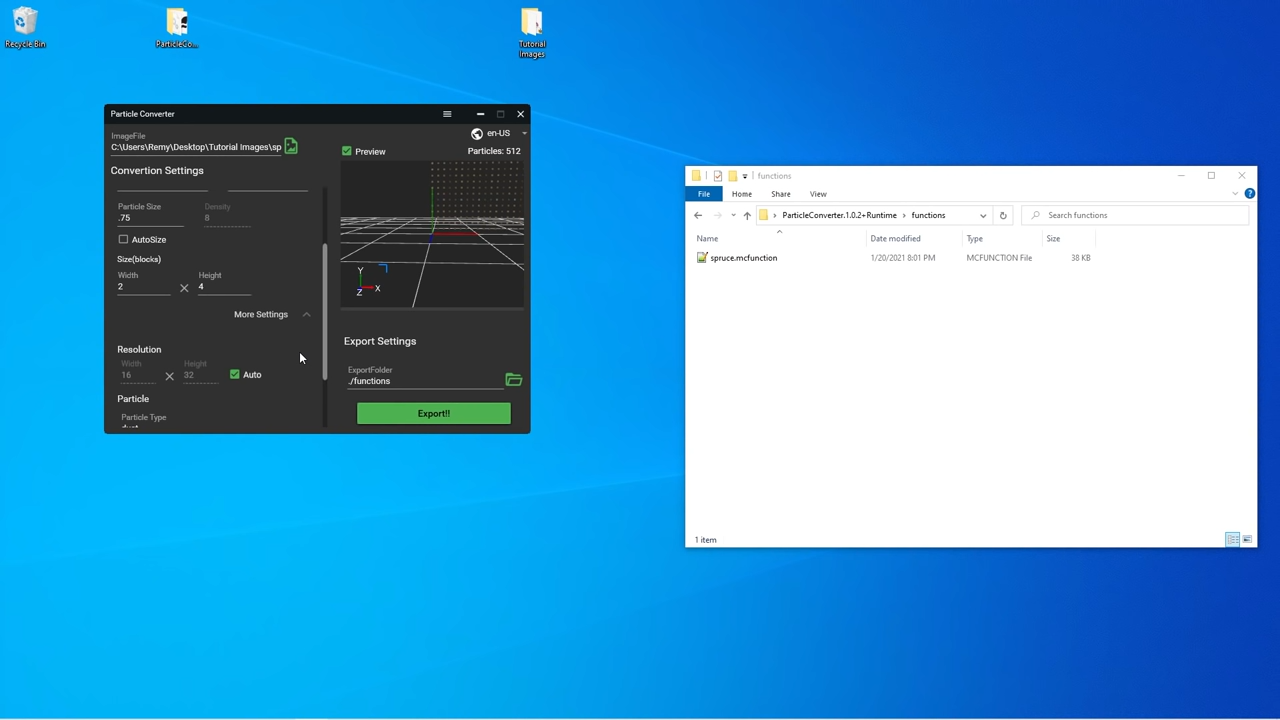 Recycle Bin
ParticleCo...
Tutorial
Images
Particle Converter
ImageFile
C:\Users\Remy\Desktop\Tutorial Images\sp
en-US
Convertion Settings
Preview
Particles: 512
Particle Size
Density
.75
8
AutoSize
Size(blocks)
Width
Height
2
4
More Settings
Resolution
Width
Height
16
32
Auto
Particle
Particle Type
Y
Z
X
Export Settings
ExportFolder
./functions
Export!!
functions
File
Home
Share
View
ParticleConverter.1.0.2+Runtime
functions
Search functions
Name
Date modified
Type
Size
spruce.mcfunction
1/20/2021 8:01 PM
MCFUNCTION File
38 KB
1 item